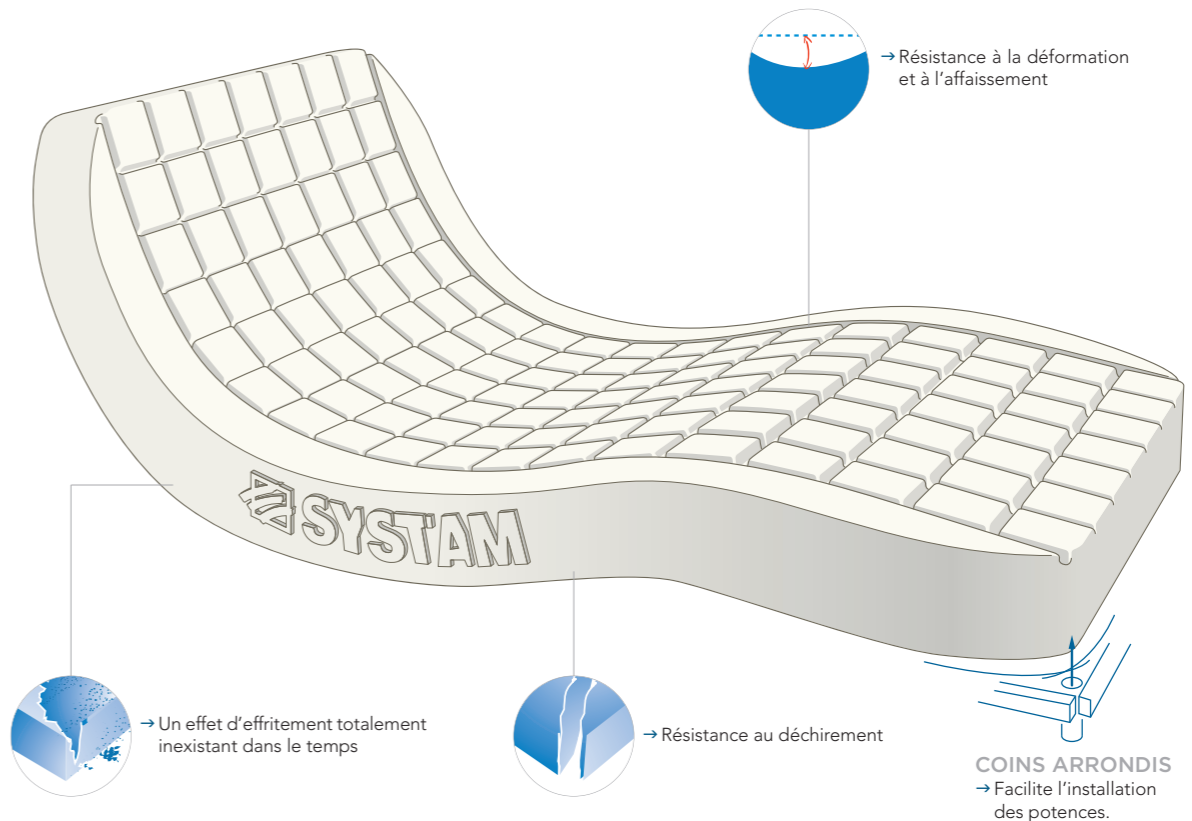 → Résistance à la déformation
et à l'affaissement
SYSTAM
→ Un effet d'effritement totalement
inexistant dans le temps
→ Résistance au déchirement
COINS ARRONDIS
→ Facilite l'installation
des potences.